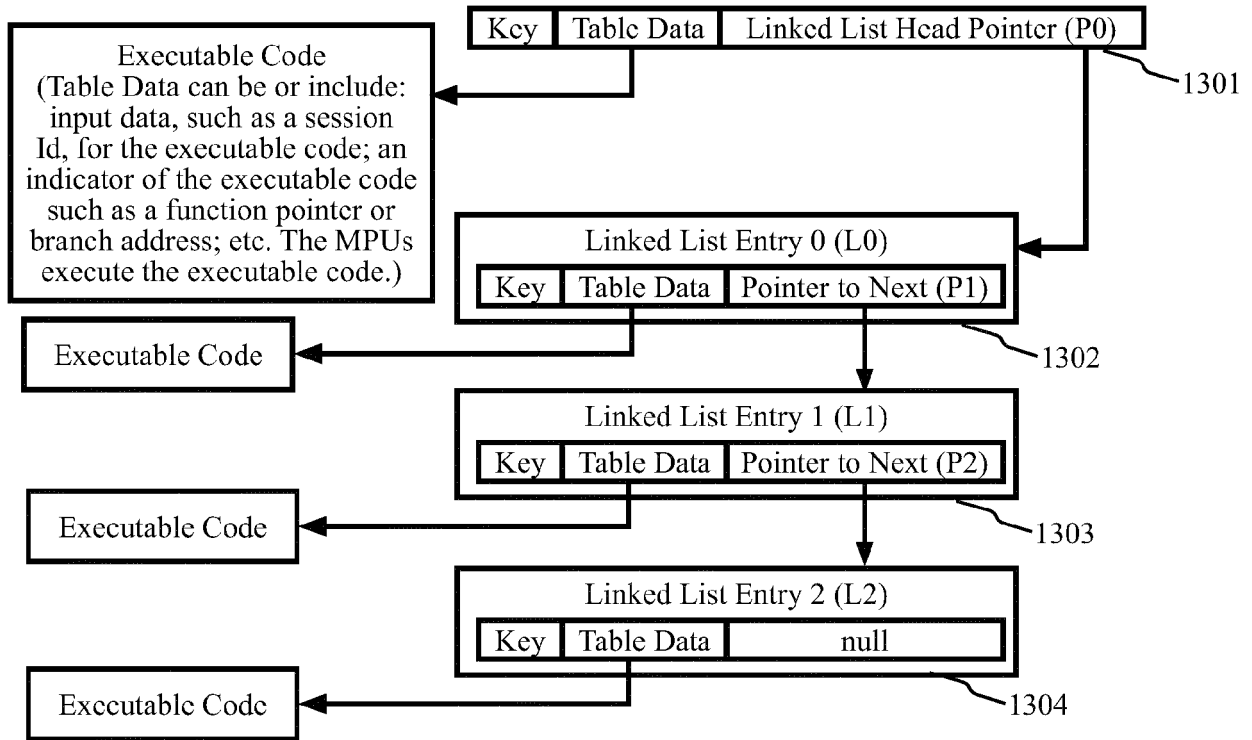 Key Table Data Linked List Head Pointer (P0)
1301
Executable Code
(Table Data can be or include:
input data, such as a session
Id, for the executable code; an
indicator of the executable code
such as a function pointer or
branch address; etc. The MPUs
execute the executable code.)
Linked List Entry 0 (L0)
Key Table Data Pointer to Next (P1)
1302
Executable Code
Linked List Entry 1 (L1)
Key Table Data Pointer to Next (P2)
1303
Executable Code
Linked List Entry 2 (L2)
Key Table Data null
1304
Executable Code